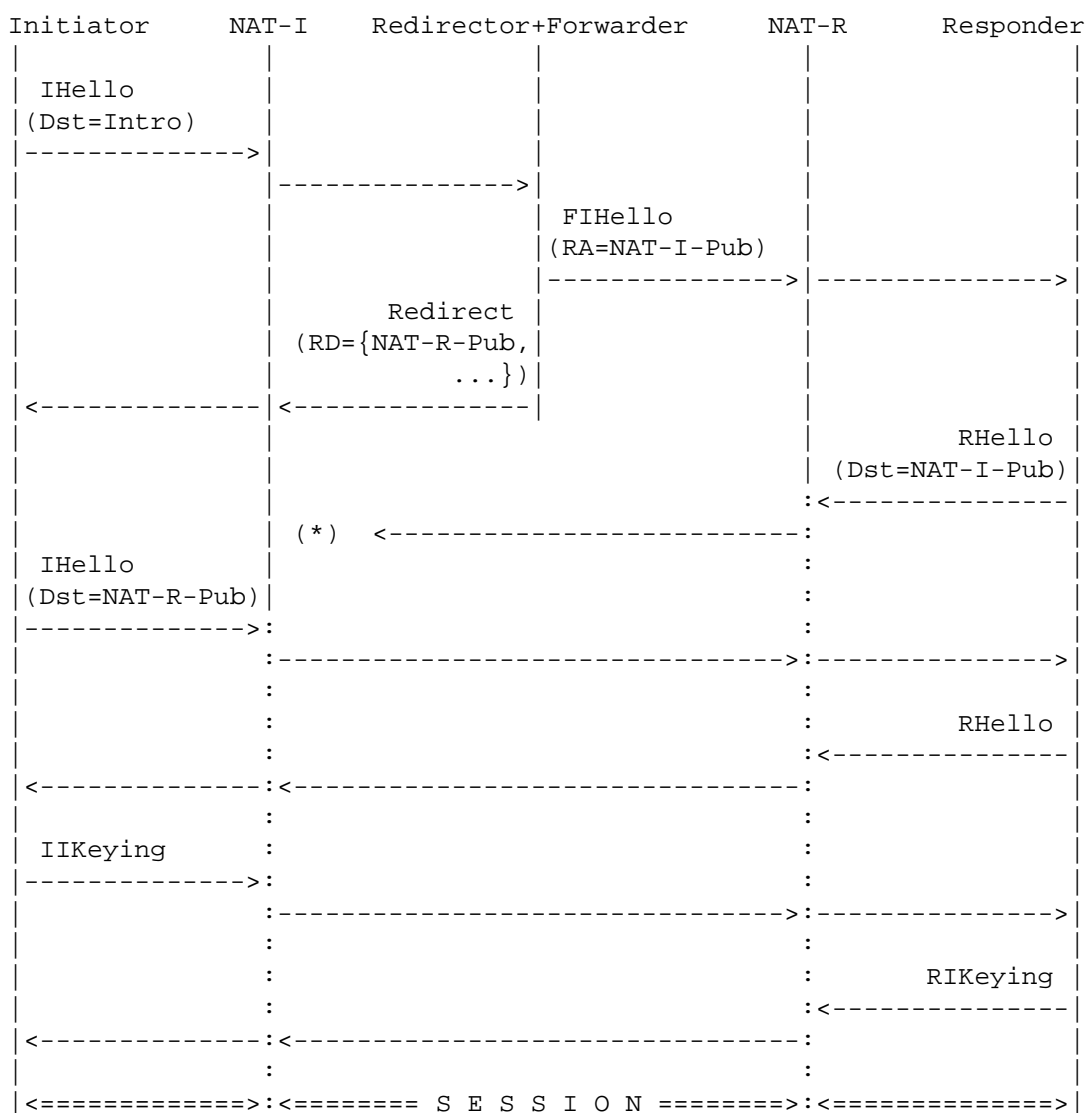 Initiator NAT-I Redirector+Forwarder NAT-R Responder
IHello
(Dst=Intro)
FIHello
(RA=NAT-I-Pub)
Redirect
(RD={NAT-R-Pub,
...})
RHello
(Dst=NAT-I-Pub)
(*)
IHello
(Dst=NAT-R-Pub)
RHello
IIKeying
RIKeying
S E S S I O N